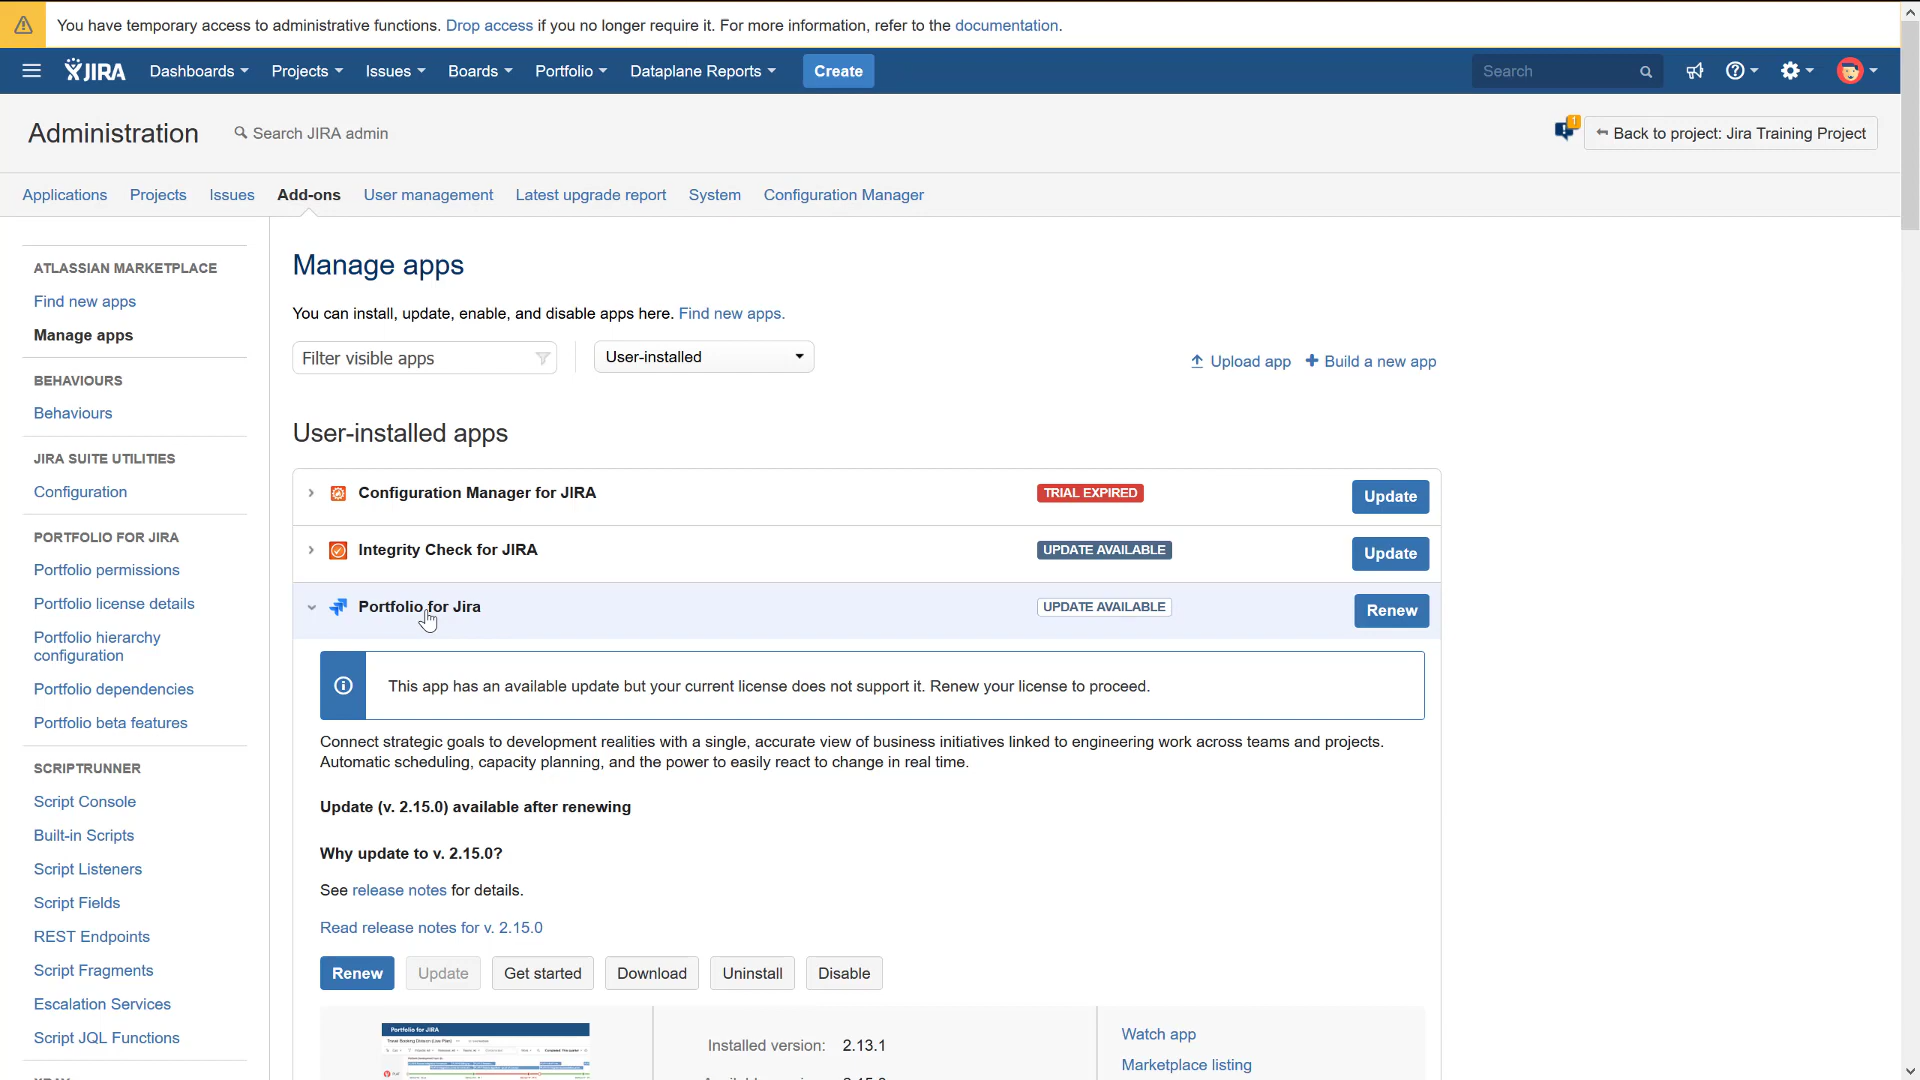 You have temporary access to administrative functions. Drop access if you no longer require it. For more information, refer to the documentation.
JIRA Dashboards Projects Issues Boards Portfolio Dataplane Reports Create Search
Administration Search JIRA admin 1 Back to project: Jira Training Project
Applications Projects Issues Add-ons User management Latest upgrade report System Configuration Manager
ATLASSIAN MARKETPLACE
Find new apps
Manage apps
BEHAVIOURS
Behaviours
JIRA SUITE UTILITIES
Configuration
PORTFOLIO FOR JIRA
Portfolio permissions
Portfolio license details
Portfolio hierarchy
configuration
Portfolio dependencies
Portfolio beta features
SCRIPTRUNNER
Script Console
Built-in Scripts
Script Listeners
Script Fields
REST Endpoints
Script Fragments
Escalation Services
Script JQL Functions
Manage apps
You can install, update, enable, and disable apps here. Find new apps.
Filter visible apps User-installed Upload app Build a new app
User-installed apps
Configuration Manager for JIRA TRIAL EXPIRED Update
Integrity Check for JIRA UPDATE AVAILABLE Update
Portfolio for Jira UPDATE AVAILABLE Renew
This app has an available update but your current license does not support it. Renew your license to proceed.
Connect strategic goals to development realities with a single, accurate view of business initiatives linked to engineering work across teams and projects.
Automatic scheduling, capacity planning, and the power to easily react to change in real time.
Update (v. 2.15.0) available after renewing
Why update to v. 2.15.0?
See release notes for details.
Read release notes for v. 2.15.0
Renew Update Get started Download Uninstall Disable
Portfolio for JIRA
Installed version: 2.13.1
Watch app
Marketplace listing